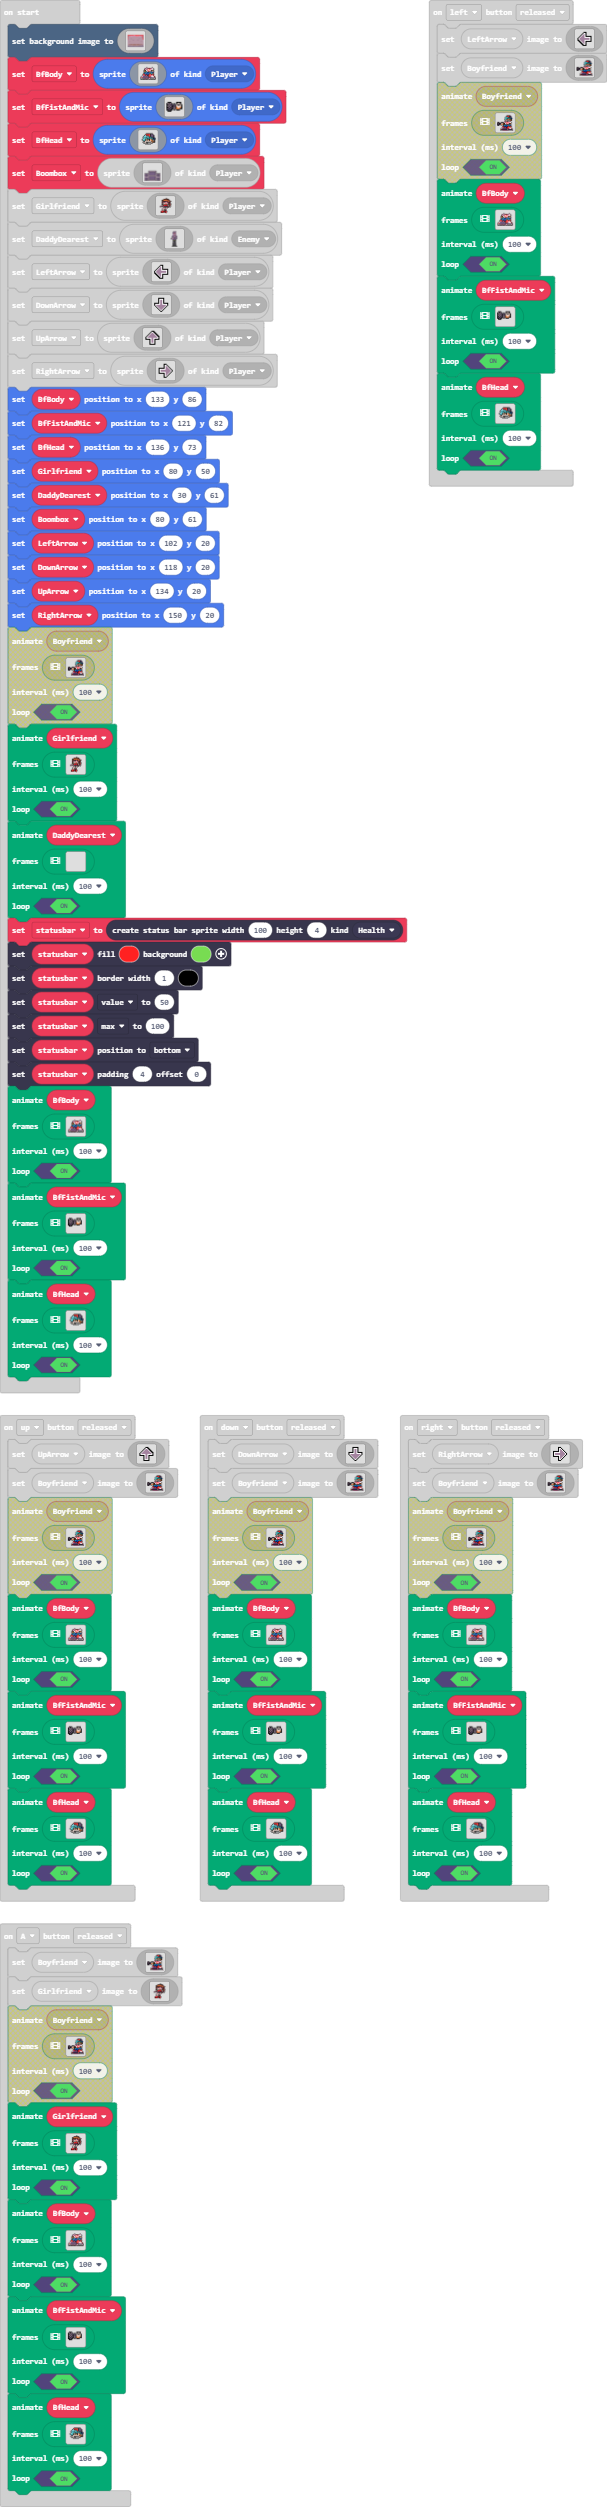 on start
set background image to
set BfBody to sprite of kind Player
set BfFistAndMic to sprite of kind Player
set BfHead to sprite of kind Player
set Boombox to sprite of kind Player
set Girlfriend to sprite of kind Player
set DaddyDearest to sprite of kind Enemy
set LeftArrow to sprite of kind Player
set DownArrow to sprite of kind Player
set UpArrow to sprite of kind Player
set RightArrow to sprite of kind Player
set BfBody position to x 133 y 86
set BfFistAndMic position to x 121 y 82
set BfHead position to x 136 y 73
set Girlfriend position to x 80 y 50
set DaddyDearest position to x 30 y 61
set Boombox position to x 80 y 61
set LeftArrow position to x 102 y 20
set DownArrow position to x 118 y 20
set UpArrow position to x 134 y 20
set RightArrow position to x 150 y 20
animate Boyfriend
frames
interval (ms) 100
loop ON
animate Girlfriend
frames
interval (ms) 100
loop ON
animate DaddyDearest
frames
interval (ms) 100
loop ON
set statusbar to create status bar sprite width 100 height 4 kind Health
set statusbar fill background
set statusbar border width 1
set statusbar value to 50
set statusbar max to 100
set statusbar position to bottom
set statusbar padding 4 offset 0
animate BfBody
frames
interval (ms) 100
loop ON
animate BfFistAndMic
frames
interval (ms) 100
loop ON
animate BfHead
frames
interval (ms) 100
loop ON
on left button released
set LeftArrow image to
set Boyfriend image to
animate Boyfriend
frames
interval (ms) 100
loop ON
animate BfBody
frames
interval (ms) 100
loop ON
animate BfFistAndMic
frames
interval (ms) 100
loop ON
animate BfHead
frames
interval (ms) 100
loop ON
on up button released
set UpArrow image to
set Boyfriend image to
animate Boyfriend
frames
interval (ms) 100
loop ON
animate BfBody
frames
interval (ms) 100
loop ON
animate BfFistAndMic
frames
interval (ms) 100
loop ON
animate BfHead
frames
interval (ms) 100
loop ON
on down button released
set DownArrow image to
set Boyfriend image to
animate Boyfriend
frames
interval (ms) 100
loop ON
animate BfBody
frames
interval (ms) 100
loop ON
animate BfFistAndMic
frames
interval (ms) 100
loop ON
animate BfHead
frames
interval (ms) 100
loop ON
on right button released
set RightArrow image to
set Boyfriend image to
animate Boyfriend
frames
interval (ms) 100
loop ON
animate BfBody
frames
interval (ms) 100
loop ON
animate BfFistAndMic
frames
interval (ms) 100
loop ON
animate BfHead
frames
interval (ms) 100
loop ON
on A button released
set Boyfriend image to
set Girlfriend image to
animate Boyfriend
frames
interval (ms) 100
loop ON
animate Girlfriend
frames
interval (ms) 100
loop ON
animate BfBody
frames
interval (ms) 100
loop ON
animate BfFistAndMic
frames
interval (ms) 100
loop ON
animate BfHead
frames
interval (ms) 100
loop ON